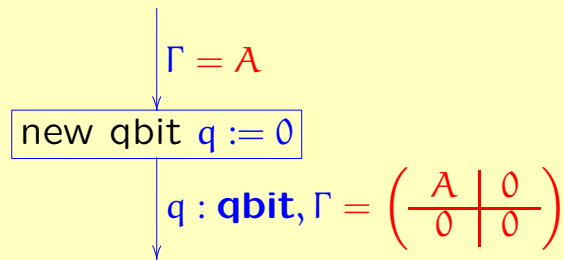 Γ = A
new qbit q := 0
q : qbit, Γ = ( A | 0
0 | 0 )